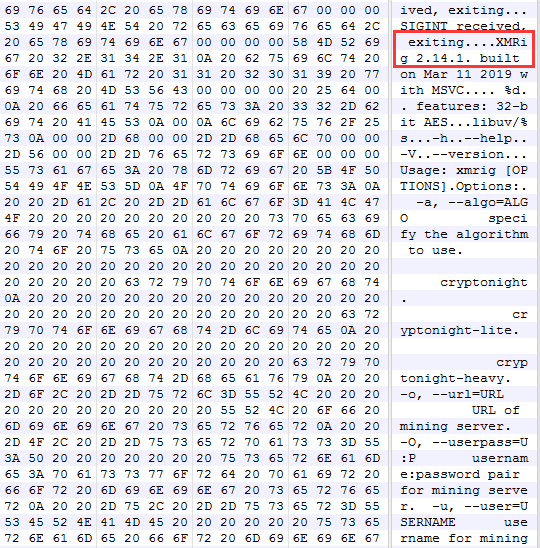 69 76 65 64 2C 20 65 78 69 74 69 6E 67 00 00 00 ived, exiting...
53 49 47 49 4E 54 20 72 65 63 65 69 76 65 64 2C SIGINT received,
20 65 78 69 74 69 6E 67 00 00 00 00 58 4D 52 69 exiting....XMRi
67 20 32 2E 31 34 2E 31 0A 20 62 75 69 6C 74 20 g 2.14.1. built
6F 6E 20 4D 61 72 20 31 31 20 32 30 31 39 20 77 on Mar 11 2019 w
69 74 68 20 4D 53 56 43 00 00 00 00 20 25 64 00 ith MSVC.... %d.
0A 20 66 65 61 74 75 72 65 73 3A 20 33 32 2D 62 . features: 32-b
69 74 20 41 45 53 0A 00 0A 6C 69 62 75 76 2F 25 it AES...libuv/%
73 0A 00 00 2D 68 00 00 2D 2D 68 65 6C 70 00 00 s...-h..--help..
2D 56 00 00 2D 2D 76 65 72 73 69 6F 6E 00 00 00 -V..--version...
55 73 61 67 65 3A 20 78 6D 72 69 67 20 5B 4F 50 Usage: xmrig [OP
54 49 4F 4E 53 5D 0A 4F 70 74 69 6F 6E 73 3A 0A TIONS].Options:.
20 20 2D 61 2C 20 2D 2D 61 6C 67 6F 3D 41 4C 47 -a, --algo=ALG
4F 20 20 20 20 20 20 20 20 20 20 73 70 65 63 69 O speci
66 79 20 74 68 65 20 61 6C 67 6F 72 69 74 68 6D fy the algorithm
20 74 6F 20 75 73 65 0A 20 20 20 20 20 20 20 20 to use.
20 20 20 20 20 20 20 20 20 20 20 20 20 20 20 20
20 20 20 20 20 63 72 79 70 74 6F 6E 69 67 68 74 cryptonight
0A 20 20 20 20 20 20 20 20 20 20 20 20 20 20 20 .
20 20 20 20 20 20 20 20 20 20 20 20 20 20 63 72 cr
79 70 74 6F 6E 69 67 68 74 2D 6C 69 74 65 0A 20 yptonight-lite.
20 20 20 20 20 20 20 20 20 20 20 20 20 20 20 20
20 20 20 20 20 20 20 20 20 20 20 20 63 72 79 70 cryp
74 6F 6E 69 67 68 74 2D 68 65 61 76 79 0A 20 20 tonight-heavy.
2D 6F 2C 20 2D 2D 75 72 6C 3D 55 52 4C 20 20 20 -o, --url=URL
20 20 20 20 20 20 20 20 20 55 52 4C 20 6F 66 20 URL of
6D 69 6E 69 6E 67 20 73 65 72 76 65 72 0A 20 20 mining server.
2D 4F 2C 20 2D 2D 75 73 65 72 70 61 73 73 3D 55 -O, --userpass=U
3A 50 20 20 20 20 20 20 20 75 73 65 72 6E 61 6D :P usernam
65 3A 70 61 73 73 77 6F 72 64 20 70 61 69 72 20 e:password pair
66 6F 72 20 6D 69 6E 69 6E 67 20 73 65 72 76 65 for mining serve
72 0A 20 20 2D 75 2C 20 2D 2D 75 73 65 72 3D 55 r. -u, --user=U
53 45 52 4E 41 4D 45 20 20 20 20 20 20 75 73 65 SERNAME use
72 6E 61 6D 65 20 66 6F 72 20 6D 69 6E 69 6E 67 rname for mining